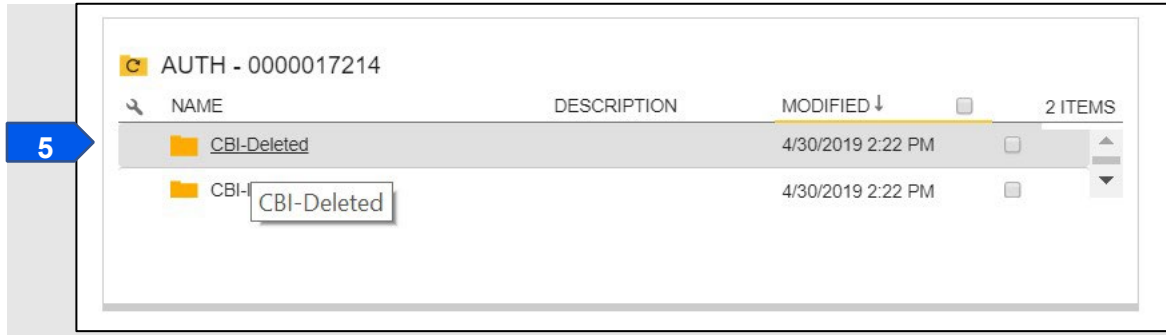 AUTH - 0000017214
NAME DESCRIPTION MODIFIED↓ 2 ITEMS
5
CBI-Deleted 4/30/2019 2:22 PM
4/30/2019 2:22 PM
CBI-Deleted